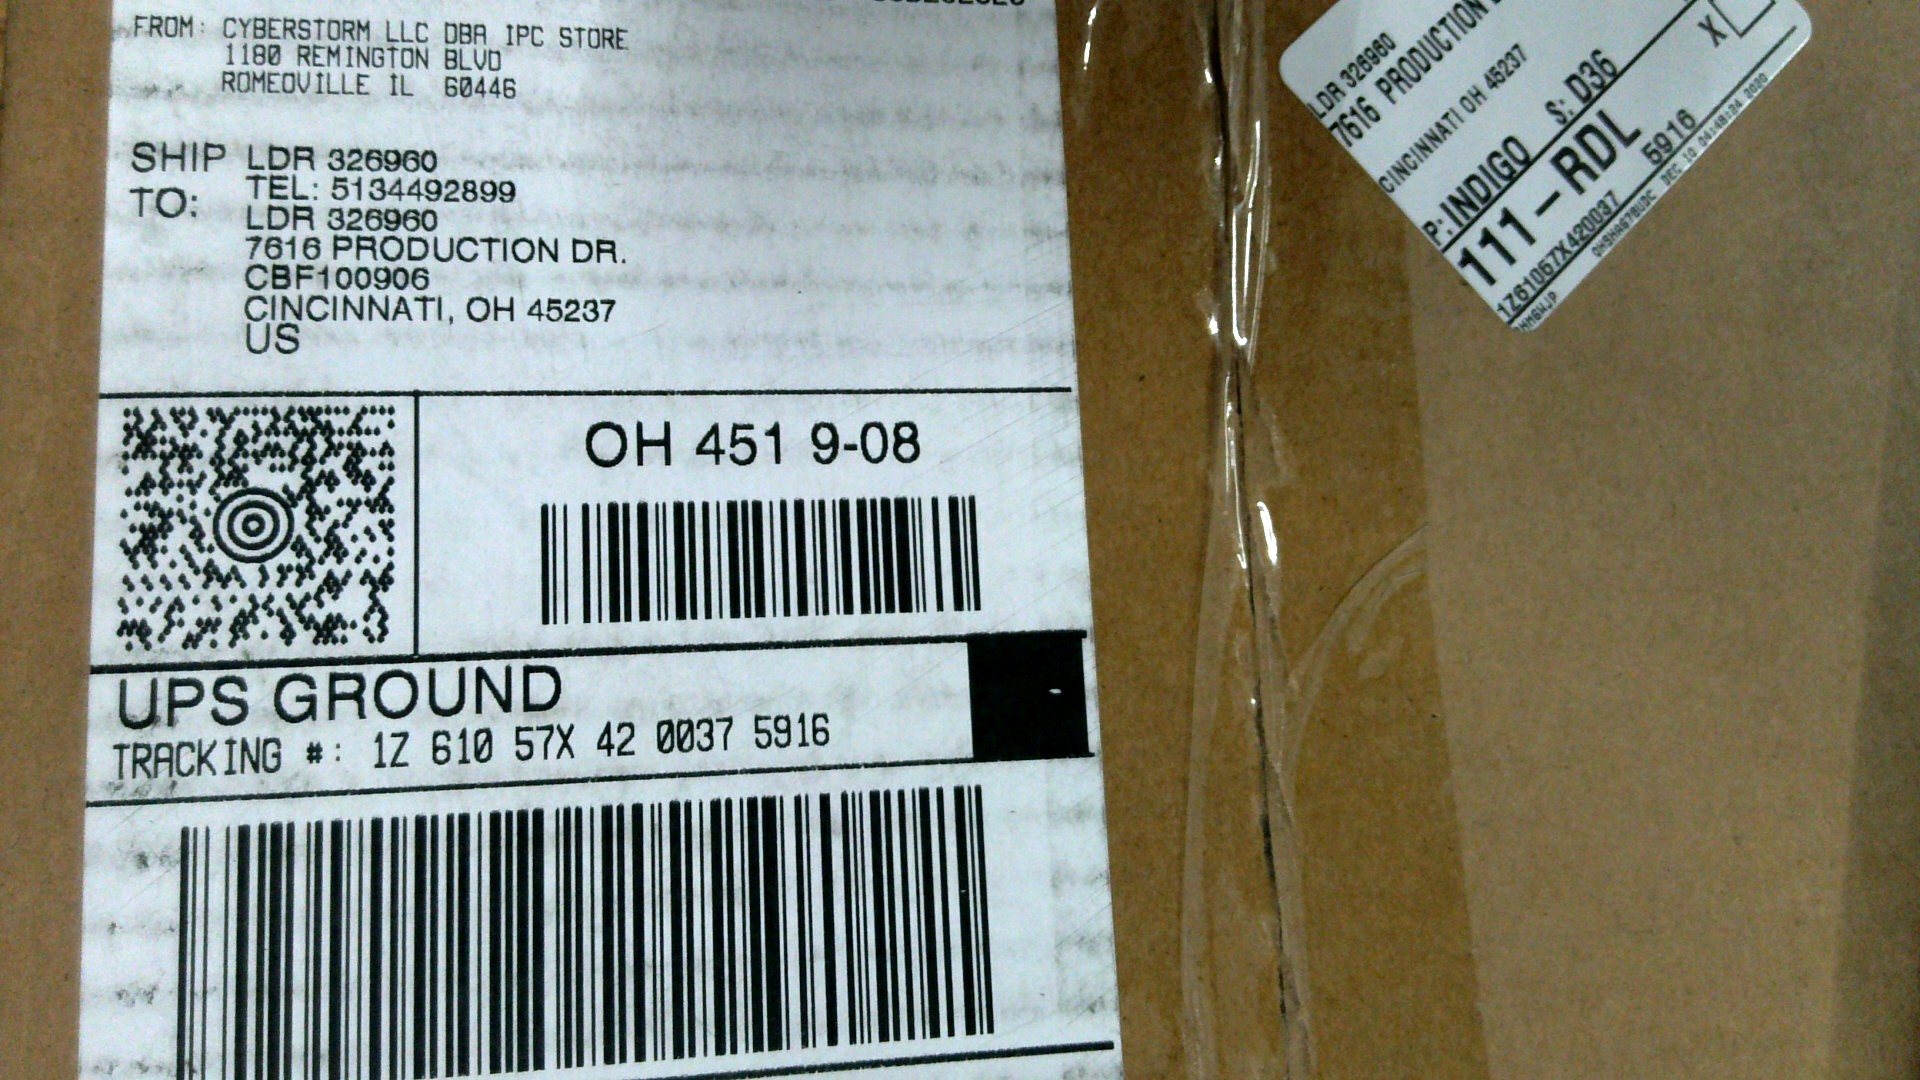 FROM: CYBERSTORM LLC DBA IPC STORE
1180 REMINGTON BLVD
ROMEOVILLE IL 60446
SHIP TO:
LDR 326960
TEL: 5134492899
LDR 326960
7616 PRODUCTION DR.
CBF100906
CINCINNATI, OH 45237
US
OH 451 9-08
UPS GROUND
TRACKING #: 1Z 610 57X 42 0037 5916
LDR 326960
7616 PRODUCTION
CINCINNATI OH 45237
P: INDIGO S: D36 X
111-RDL
1Z61067X420037 5916